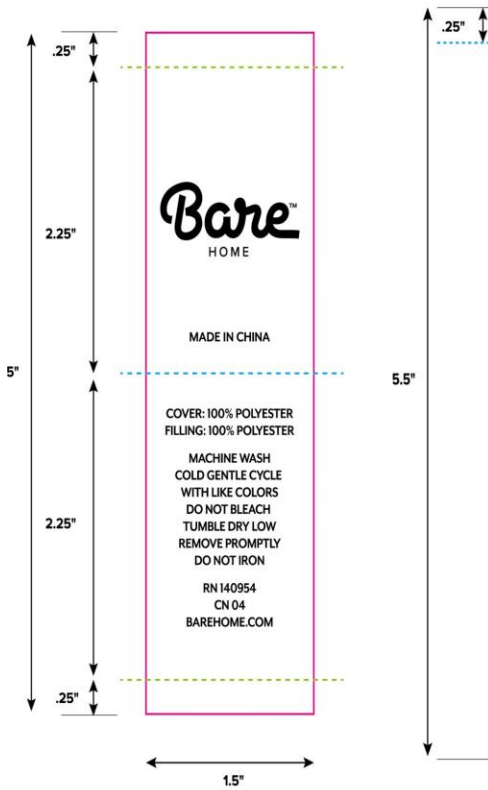 .25"
.25"
2.25"
Bare™
HOME
MADE IN CHINA
5"
5.5"
COVER: 100% POLYESTER
FILLING: 100% POLYESTER
MACHINE WASH
COLD GENTLE CYCLE
WITH LIKE COLORS
DO NOT BLEACH
TUMBLE DRY LOW
REMOVE PROMPTLY
DO NOT IRON
2.25"
RN 140954
CN 04
BAREHOME.COM
.25"
1.5"